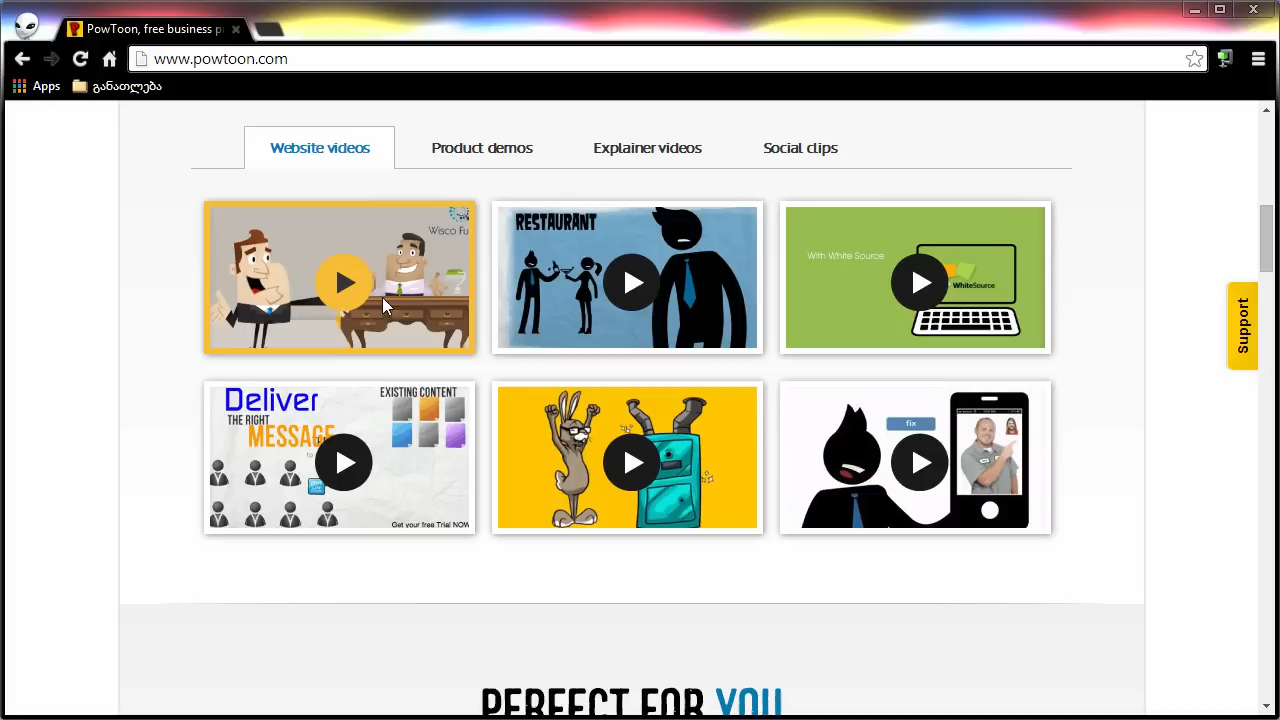 PowToon, free business p
www.powtoon.com
Apps
განათლება
Website videos
Product demos
Explainer videos
Social clips
Wisco Fu
RESTAURANT
With White Source
WhiteSource
Support
Deliver
THE RIGHT
MESSAGE
to
EXISTING CONTENT
Get your free Trial NOW
fix
PERFECT FOR YOU